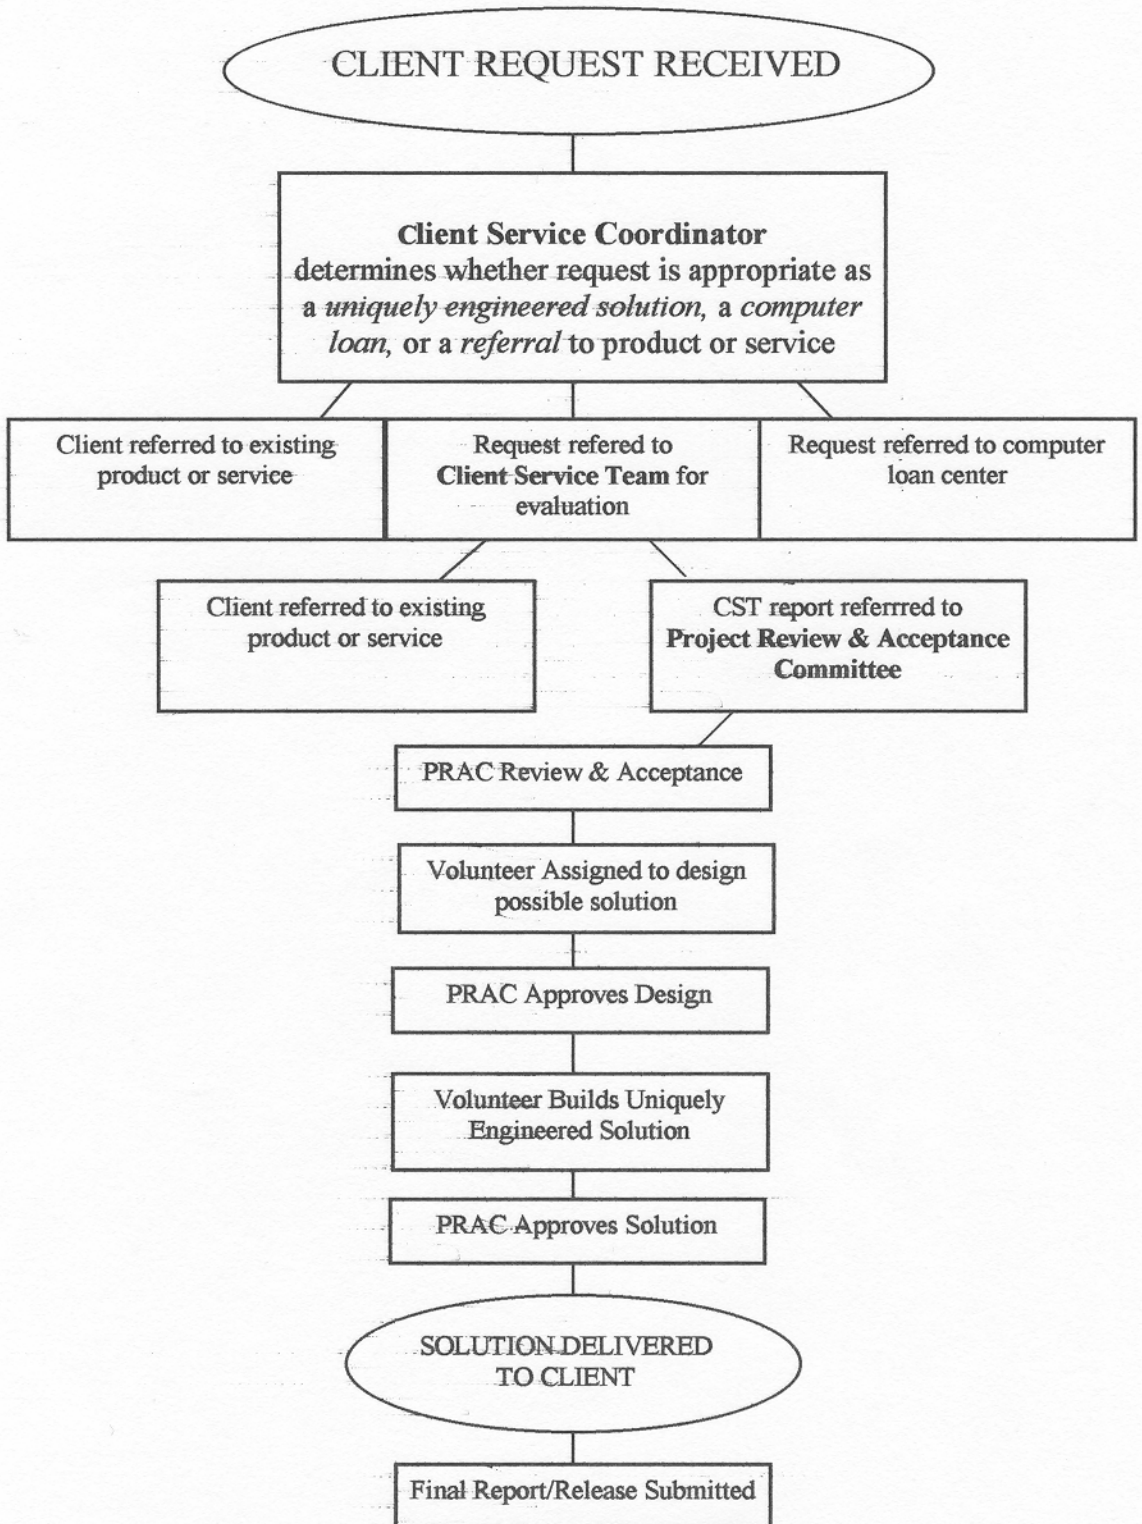 CLIENT REQUEST RECEIVED
Client Service Coordinator
determines whether request is appropriate as
a uniquely engineered solution, a computer
loan, or a referral to product or service
Client referred to existing
product or service
Request refered to
Client Service Team for
evaluation
Request referred to computer
loan center
Client referred to existing
product or service
CST report referrred to
Project Review & Acceptance
Committee
PRAC Review & Acceptance
Volunteer Assigned to design
possible solution
PRAC Approves Design
Volunteer Builds Uniquely
Engineered Solution
PRAC Approves Solution
SOLUTION DELIVERED
TO CLIENT
Final Report/Release Submitted